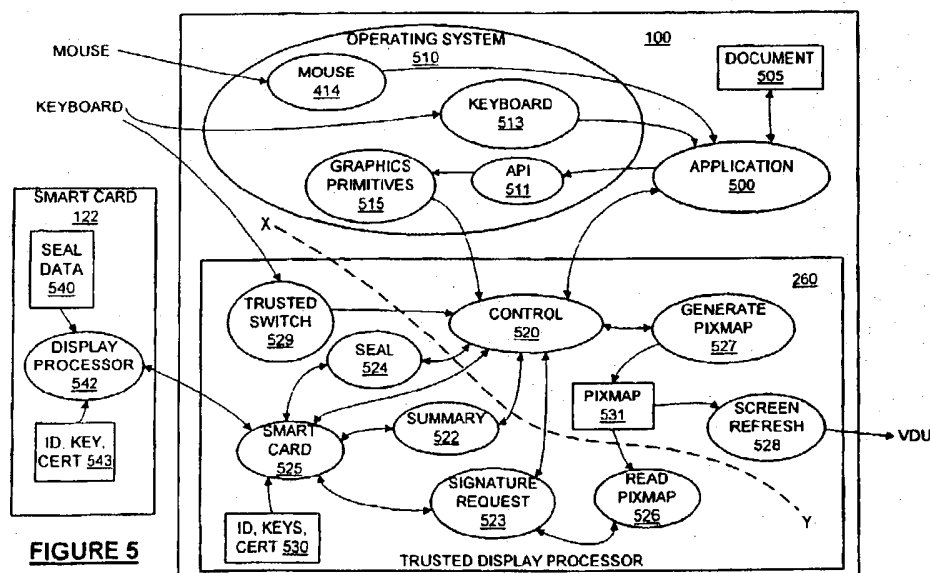 OPERATING SYSTEM
510
100
MOUSE
MOUSE
414
DOCUMENT
505
KEYBOARD
KEYBOARD
513
GRAPHICS
PRIMITIVES
515
API
511
APPLICATION
500
SMART CARD
122
X
SEAL
DATA
540
260
TRUSTED
SWITCH
529
CONTROL
520
GENERATE
PIXMAP
527
DISPLAY
PROCESSOR
542
SEAL
524
PIXMAP
531
SCREEN
REFRESH
528
VDU
ID, KEY,
CERT 543
SMART
CARD
525
SUMMARY
522
SIGNATURE
REQUEST
523
READ
PIXMAP
526
Y
ID, KEYS,
CERT 530
FIGURE 5
TRUSTED DISPLAY PROCESSOR